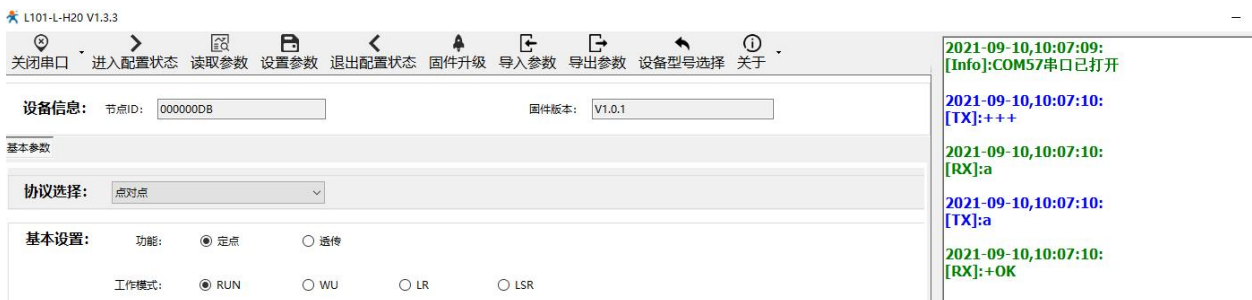 L101-L-H20 V1.3.3
关闭串口 进入配置状态 读取参数 设置参数 退出配置状态 固件升级 导入参数 导出参数 设备型号选择 关于
设备信息: 节点ID: 000000DB 固件版本: V1.0.1
基本参数
协议选择: 点对点
基本设置: 功能: 定点 透传
工作模式: RUN WU LR LSR
2021-09-10,10:07:09:
[Info]:COM57串口已打开
2021-09-10,10:07:10:
[TX]:+++
2021-09-10,10:07:10:
[RX]:a
2021-09-10,10:07:10:
[TX]:a
2021-09-10,10:07:10:
[RX]:+OK